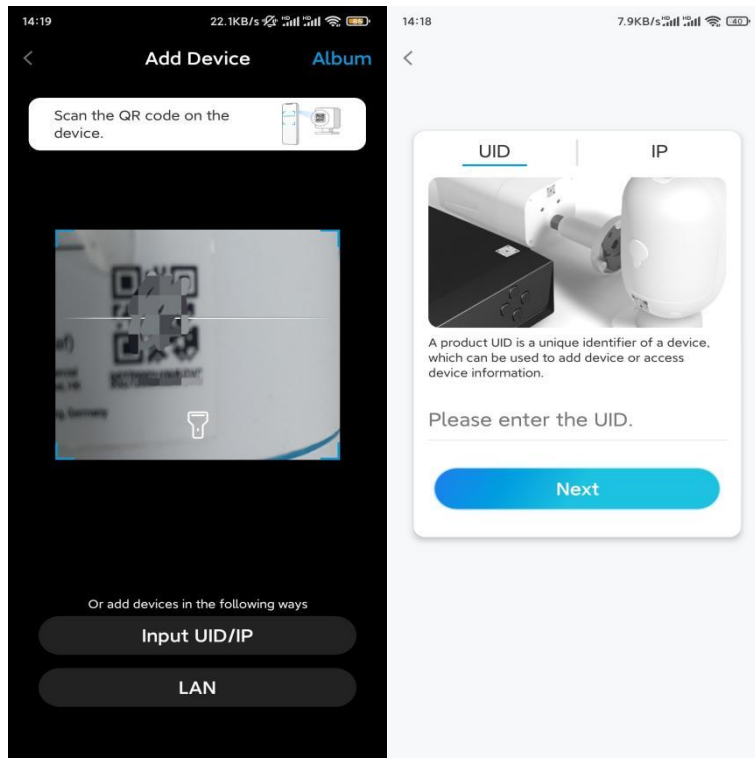 14:19
22.1KB/s
Add Device
Album
Scan the QR code on the
device.
Germany
Or add devices in the following ways
Input UID/IP
LAN
14:18
7.9KB/s
40
UID
IP
A product UID is a unique identifier of a device,
which can be used to add device or access
device information.
Please enter the UID.
Next